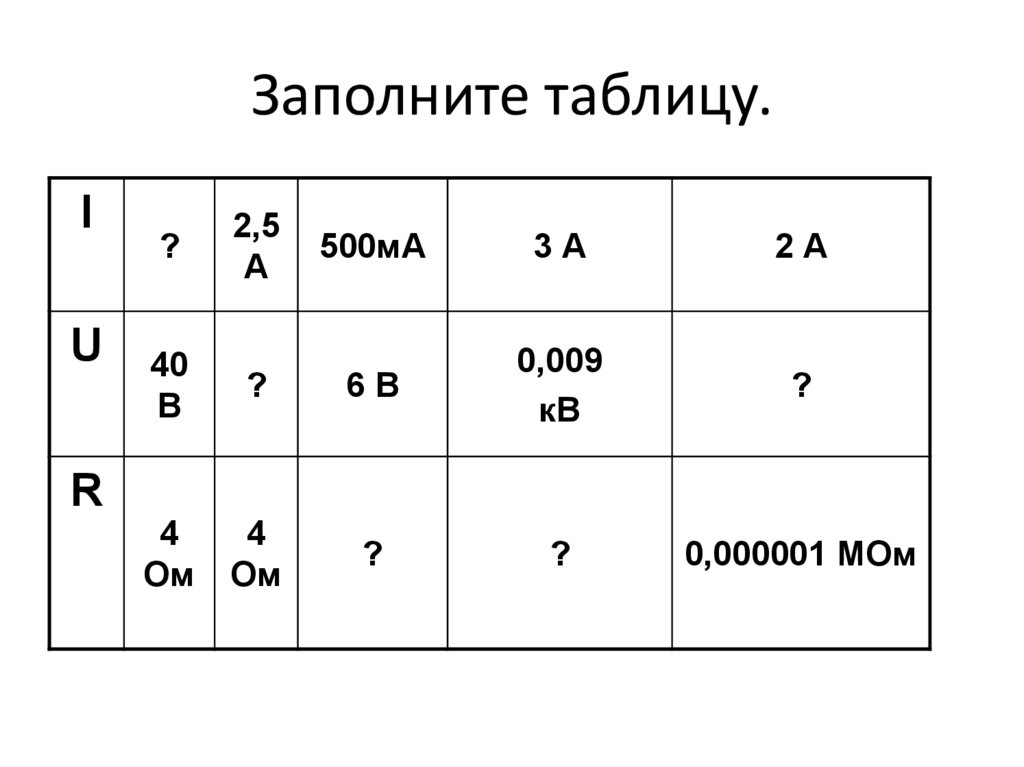 Заполните таблицу.
I
?
2,5
А
500мА
3 А
2 А
U
40
В
?
6 В
0,009
кВ
?
R
4
Ом
4
Ом
?
?
0,000001 МОм